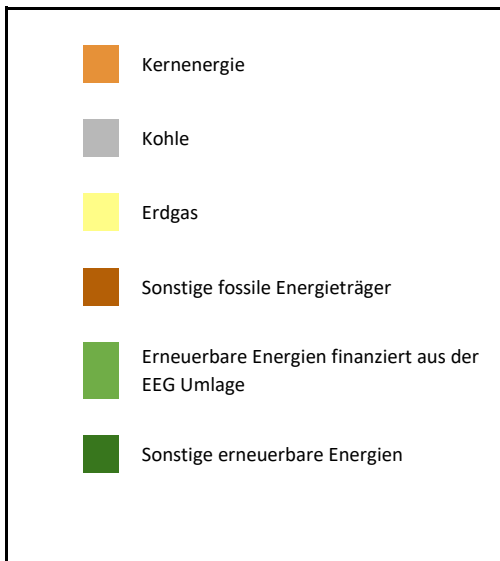 Kernenergie
Kohle
Erdgas
Sonstige fossile Energieträger
Erneuerbare Energien finanziert aus der
EEG Umlage
Sonstige erneuerbare Energien